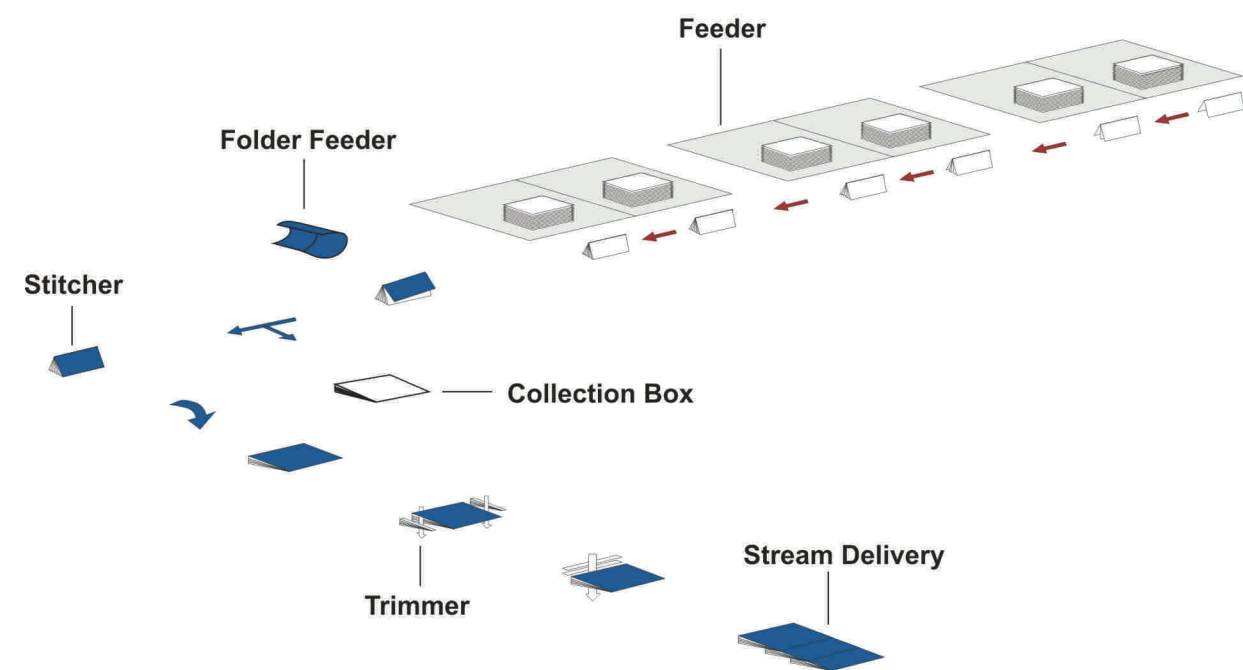 Feeder
Folder Feeder
Stitcher
Collection Box
Stream Delivery
Trimmer